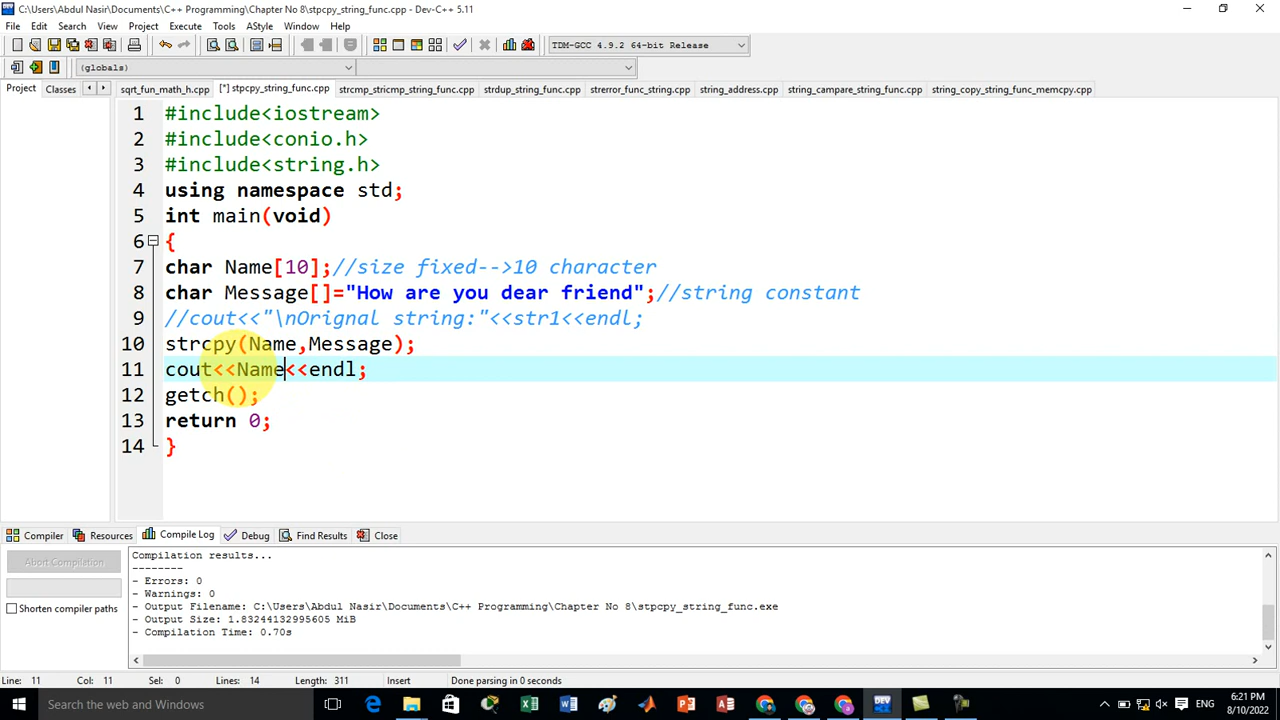 C:\Users\Abdul Nasir\Documents\C++ Programming\Chapter No 8\stpcpy_string_func.cpp - Dev-C++ 5.11
File Edit Search View Project Execute Tools AStyle Window Help
TDM-GCC 4.9.2 64-bit Release
(globals)
Project Classes sqrt_fun_math_h.cpp [*] stpcpy_string_func.cpp strcmp_stricmp_string_func.cpp strdup_string_func.cpp strerror_func_string.cpp string_address.cpp string_campare_string_func.cpp string_copy_string_func_memcpy.cpp
1 #include<iostream>
2 #include<conio.h>
3 #include<string.h>
4 using namespace std;
5 int main(void)
6 {
7 char Name[10];//size fixed-->10 character
8 char Message[]="How are you dear friend";//string constant
9 //cout<<"\nOrignal string:"<<str1<<endl;
10 strcpy(Name,Message);
11 cout<<Name<<endl;
12 getch();
13 return 0;
14 }
Compiler Resources Compile Log Debug Find Results Close
Abort Compilation
Shorten compiler paths
Compilation results...
--------
- Errors: 0
- Warnings: 0
- Output Filename: C:\Users\Abdul Nasir\Documents\C++ Programming\Chapter No 8\stpcpy_string_func.exe
- Output Size: 1.83244132995605 MiB
- Compilation Time: 0.70s
Line: 11 Col: 11 Sel: 0 Lines: 14 Length: 311 Insert Done parsing in 0 seconds
Search the web and Windows
ENG
6:21 PM
8/10/2022